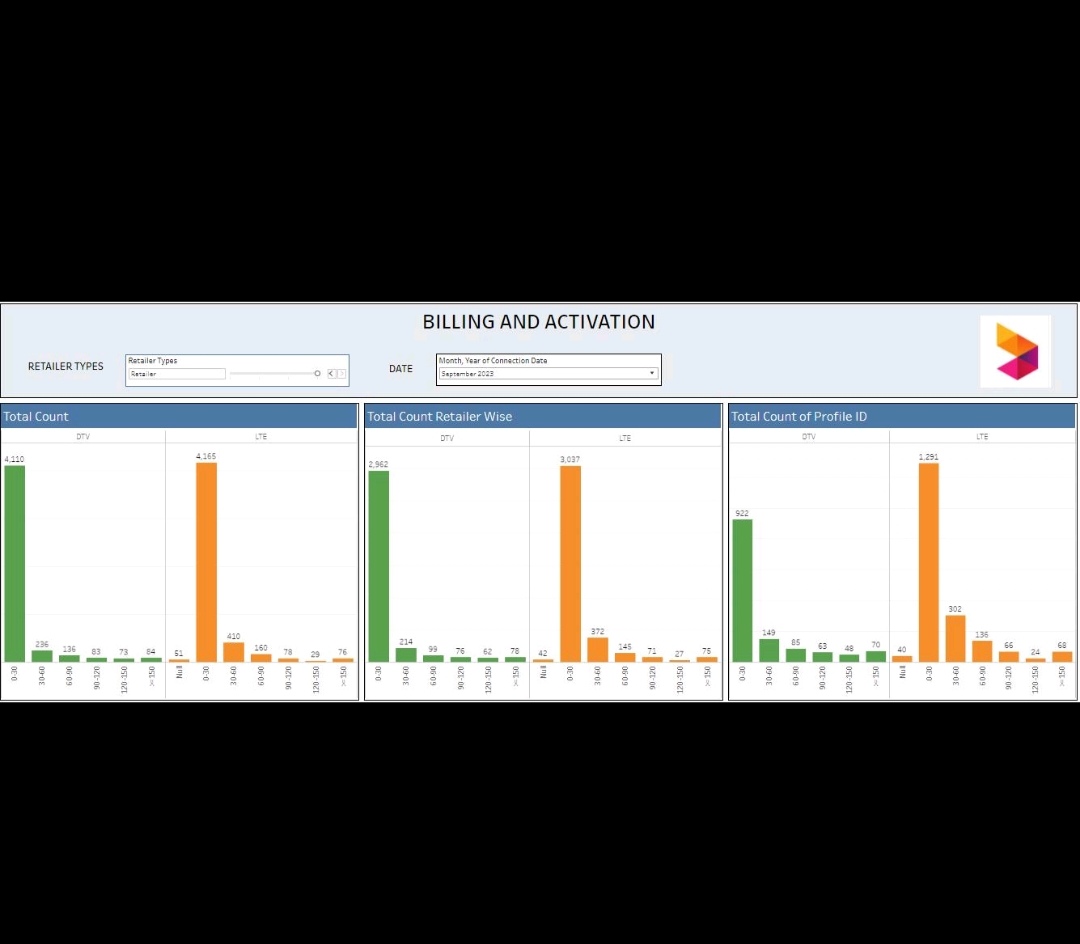 BILLING AND ACTIVATION
RETAILER TYPES
Retailer Types
Retailer
DATE
Month, Year of Connection Date
September 2023
Total Count
DTV LTE
4,110 236 136 83 73 84 51 4,165 410 160 78 29 76
0-30 30-60 60-90 90-120 120-150 > 150 Null 0-30 30-60 60-90 90-120 120-150 > 150
Total Count Retailer Wise
DTV LTE
2,962 214 99 76 62 78 42 3,037 372 145 71 27 75
0-30 30-60 60-90 90-120 120-150 > 150 Null 0-30 30-60 60-90 90-120 120-150 > 150
Total Count of Profile ID
DTV LTE
922 149 85 63 48 70 40 1,291 302 136 66 24 68
0-30 30-60 60-90 90-120 120-150 > 150 Null 0-30 30-60 60-90 90-120 120-150 > 150